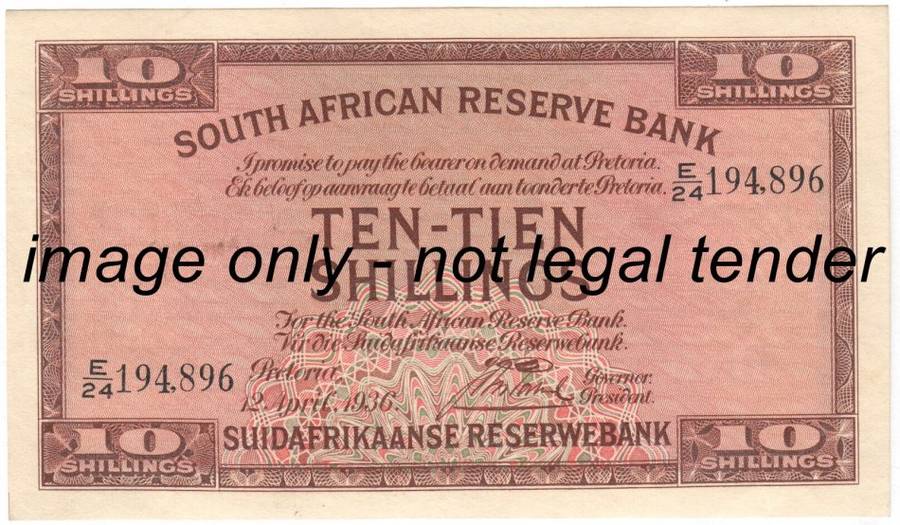 10 10
SHILLINGS SHILLINGS
SOUTH AFRICAN RESERVE BANK
I promise to pay the bearer on demand at Pretoria.
Ek beloof op aanvraag te betaal aan toonder te Pretoria.
E/24 194,896
TEN-TIEN
image only - not legal tender
SHILLINGS
For the South African Reserve Bank.
Vir die Suidafrikaanse Reservebank.
E/24 194,896
Pretoria
12 April, 1936.
Governor.
President.
SUIDAFRIKAANSE RESERWEBANK
10 10
SHILLINGS SHILLINGS